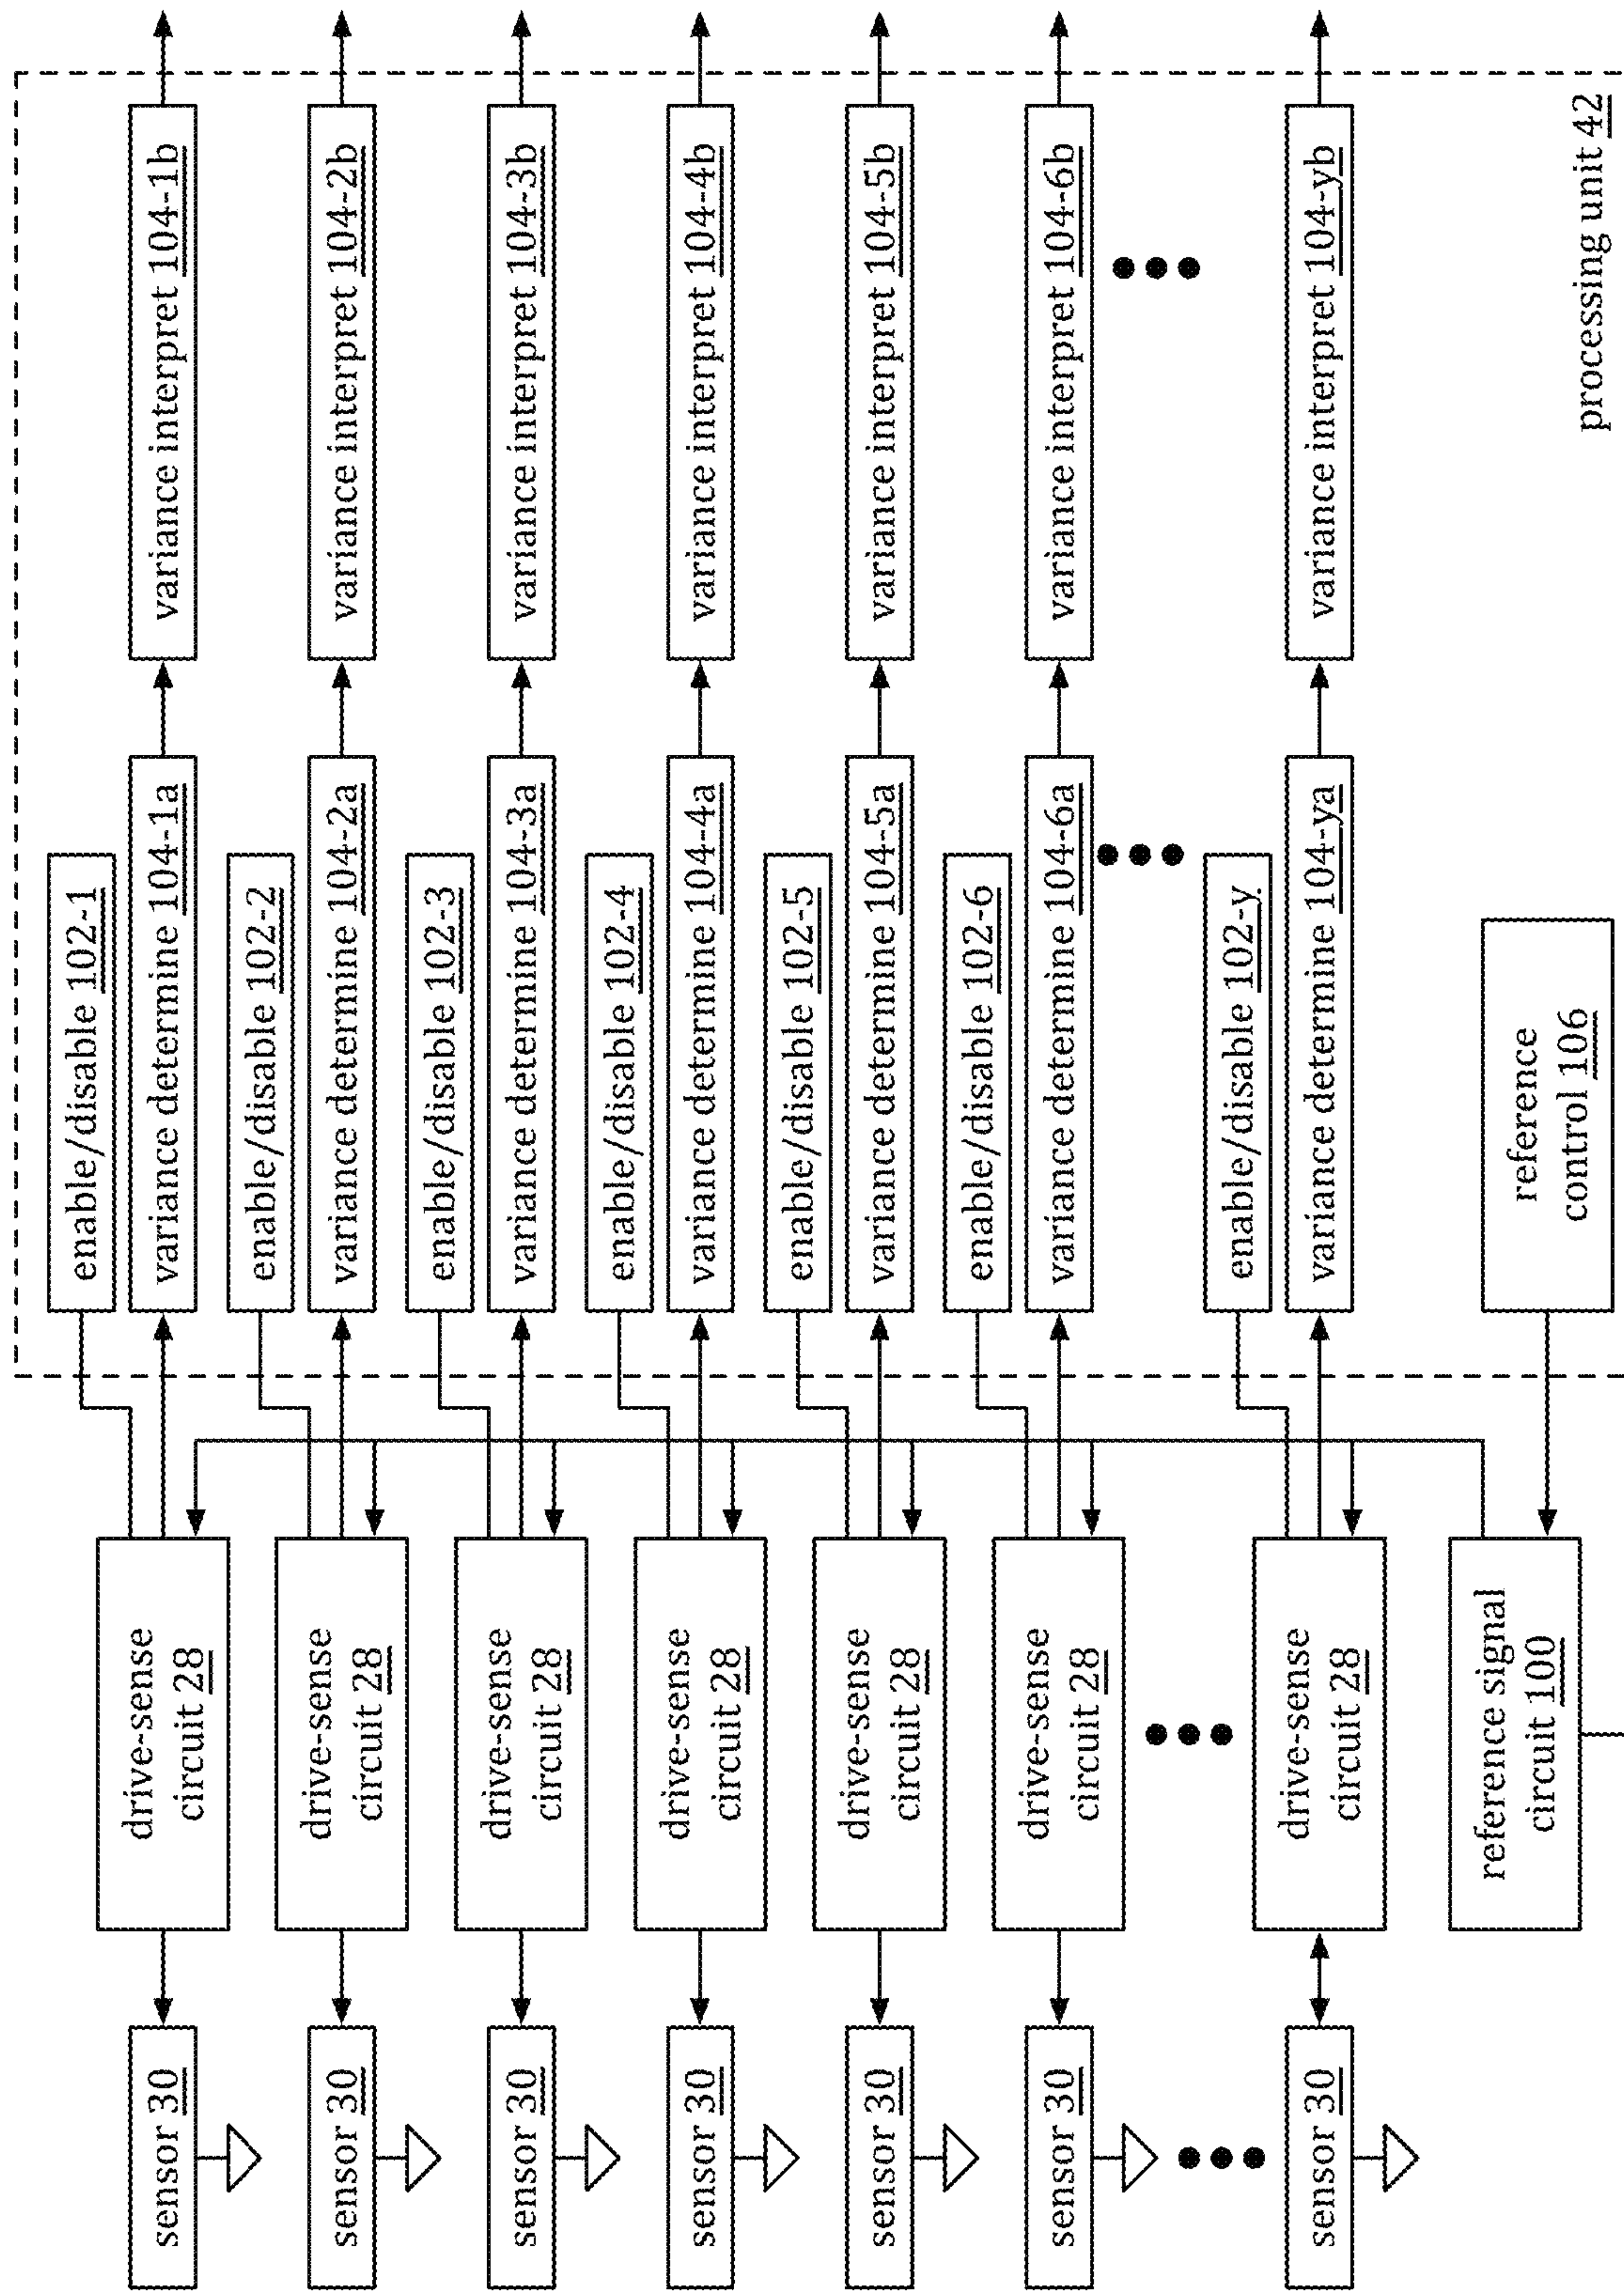 enable/disable 102-1
sensor 30
drive-sense
circuit 28
variance determine 104-1a
variance interpret 104-1b
enable/disable 102-2
sensor 30
drive-sense
circuit 28
variance determine 104-2a
variance interpret 104-2b
enable/disable 102-3
sensor 30
drive-sense
circuit 28
variance determine 104-3a
variance interpret 104-3b
enable/disable 102-4
sensor 30
drive-sense
circuit 28
variance determine 104-4a
variance interpret 104-4b
enable/disable 102-5
sensor 30
drive-sense
circuit 28
variance determine 104-5a
variance interpret 104-5b
enable/disable 102-6
sensor 30
drive-sense
circuit 28
variance determine 104-6a
variance interpret 104-6b
enable/disable 102-y
sensor 30
drive-sense
circuit 28
variance determine 104-ya
variance interpret 104-yb
reference signal
circuit 100
reference
control 106
processing unit 42